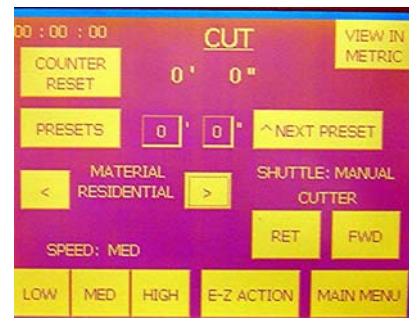 00 : 00 : 00
CUT
VIEW IN METRIC
COUNTER RESET
0' 0"
PRESETS
0 ' 0 "
^ NEXT PRESET
MATERIAL
RESIDENTIAL
< >
SHUTTLE: MANUAL
CUTTER
RET FWD
SPEED: MED
LOW MED HIGH E-Z ACTION MAIN MENU